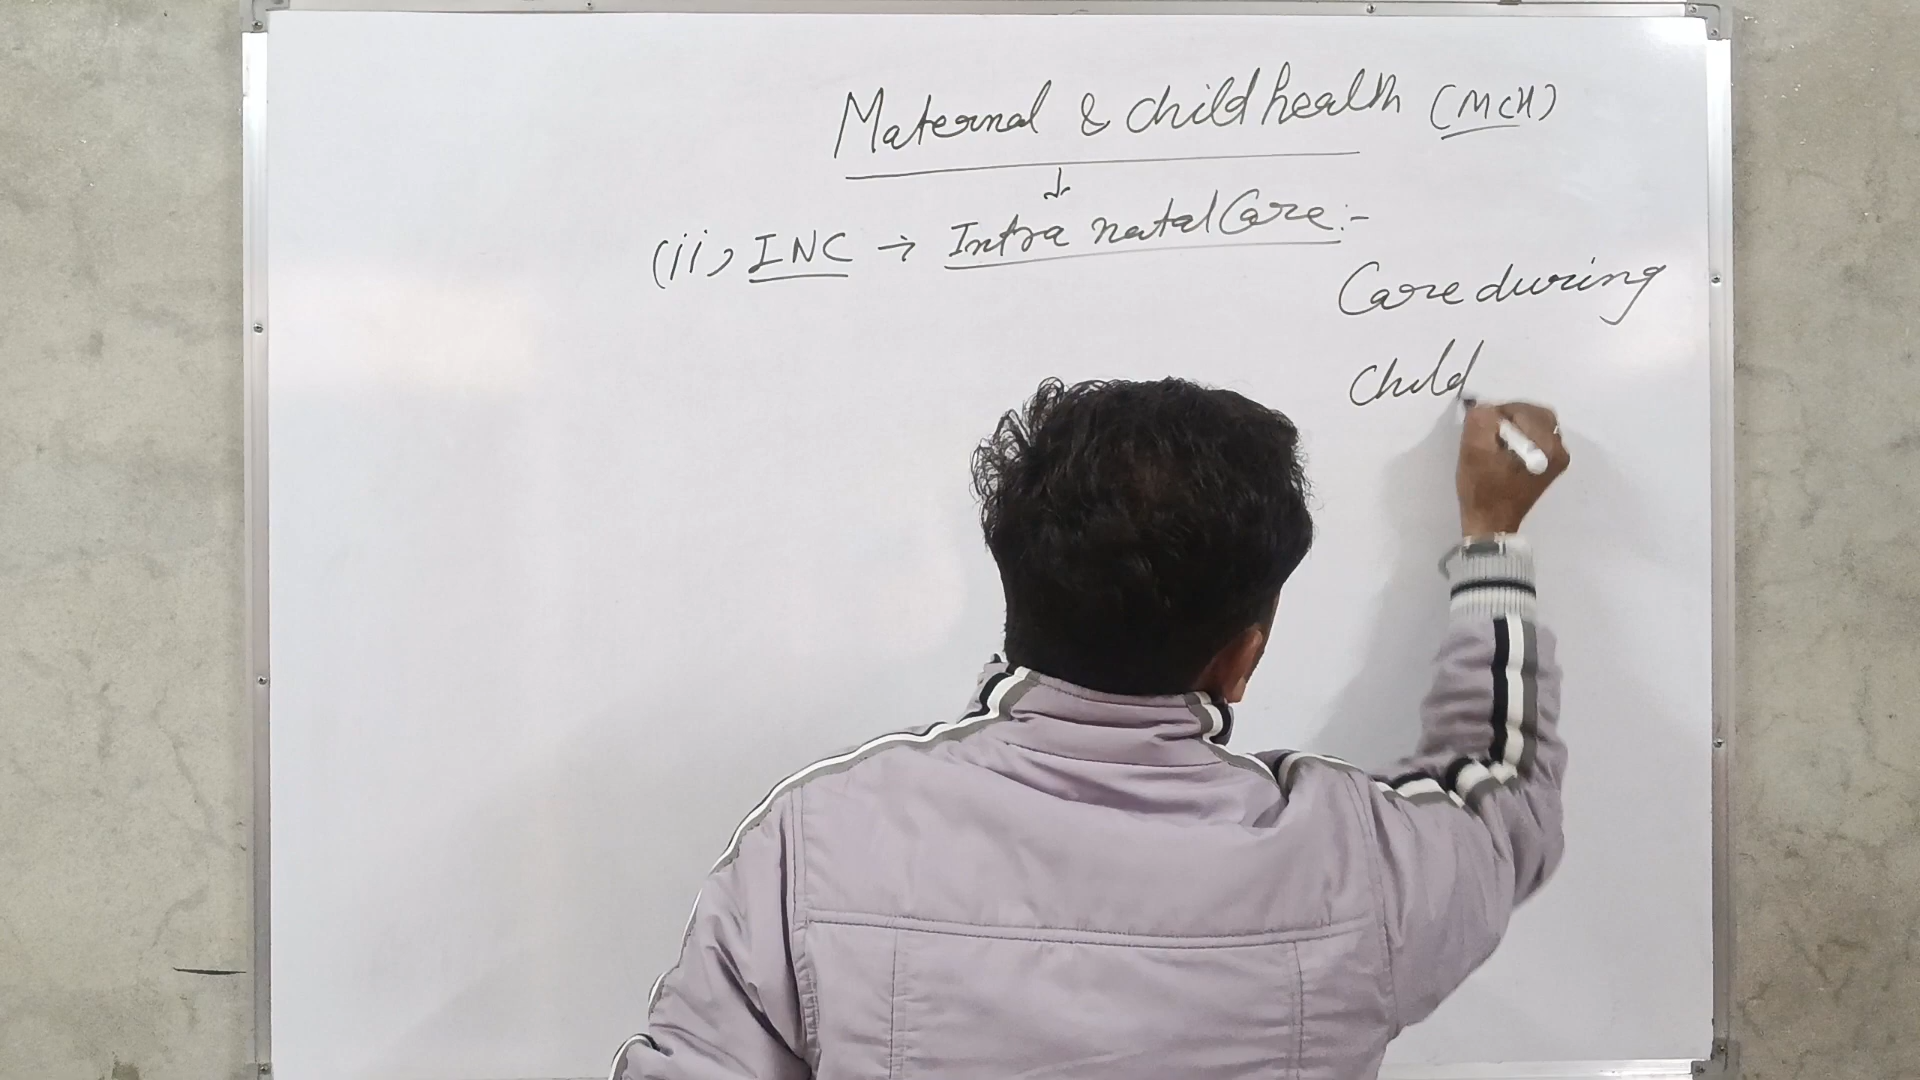 Maternal & child health (MCH)
(ii) INC → Intra natal Care:-
Care during
Child